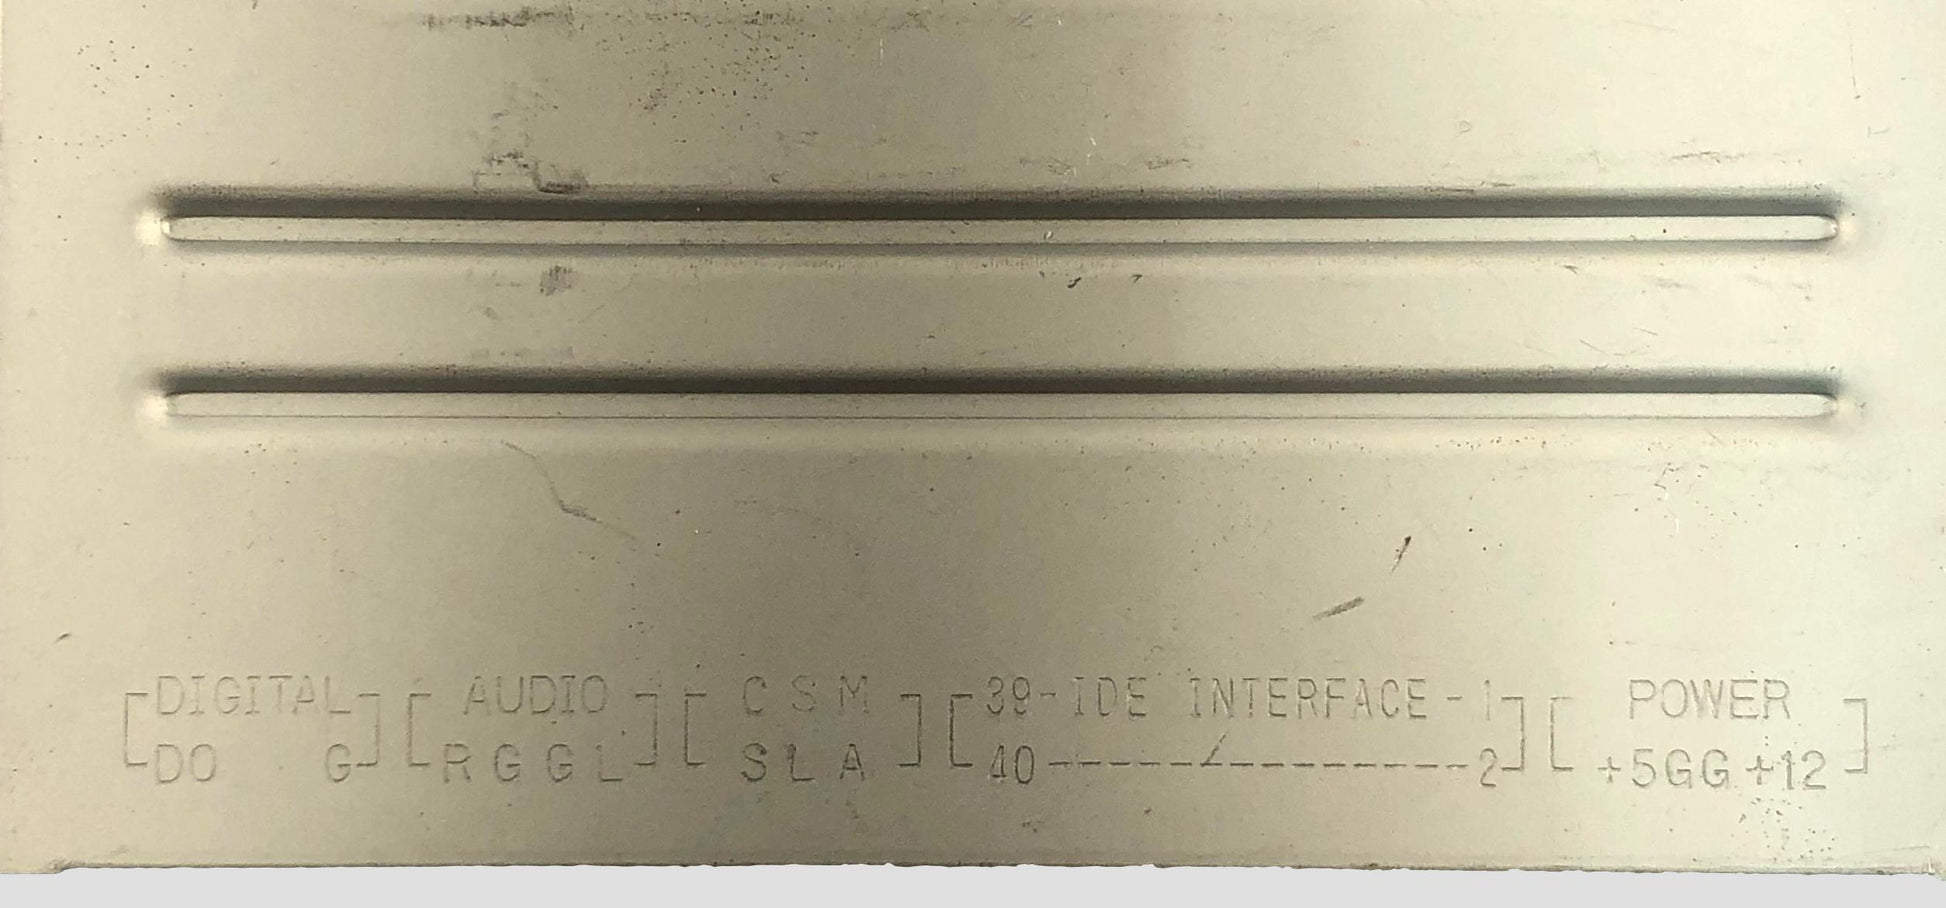 DIGITAL AUDIO C S M 39-IDE INTERFACE-1 POWER
DO G R G G L S L A 40-------------2 +5GG+12